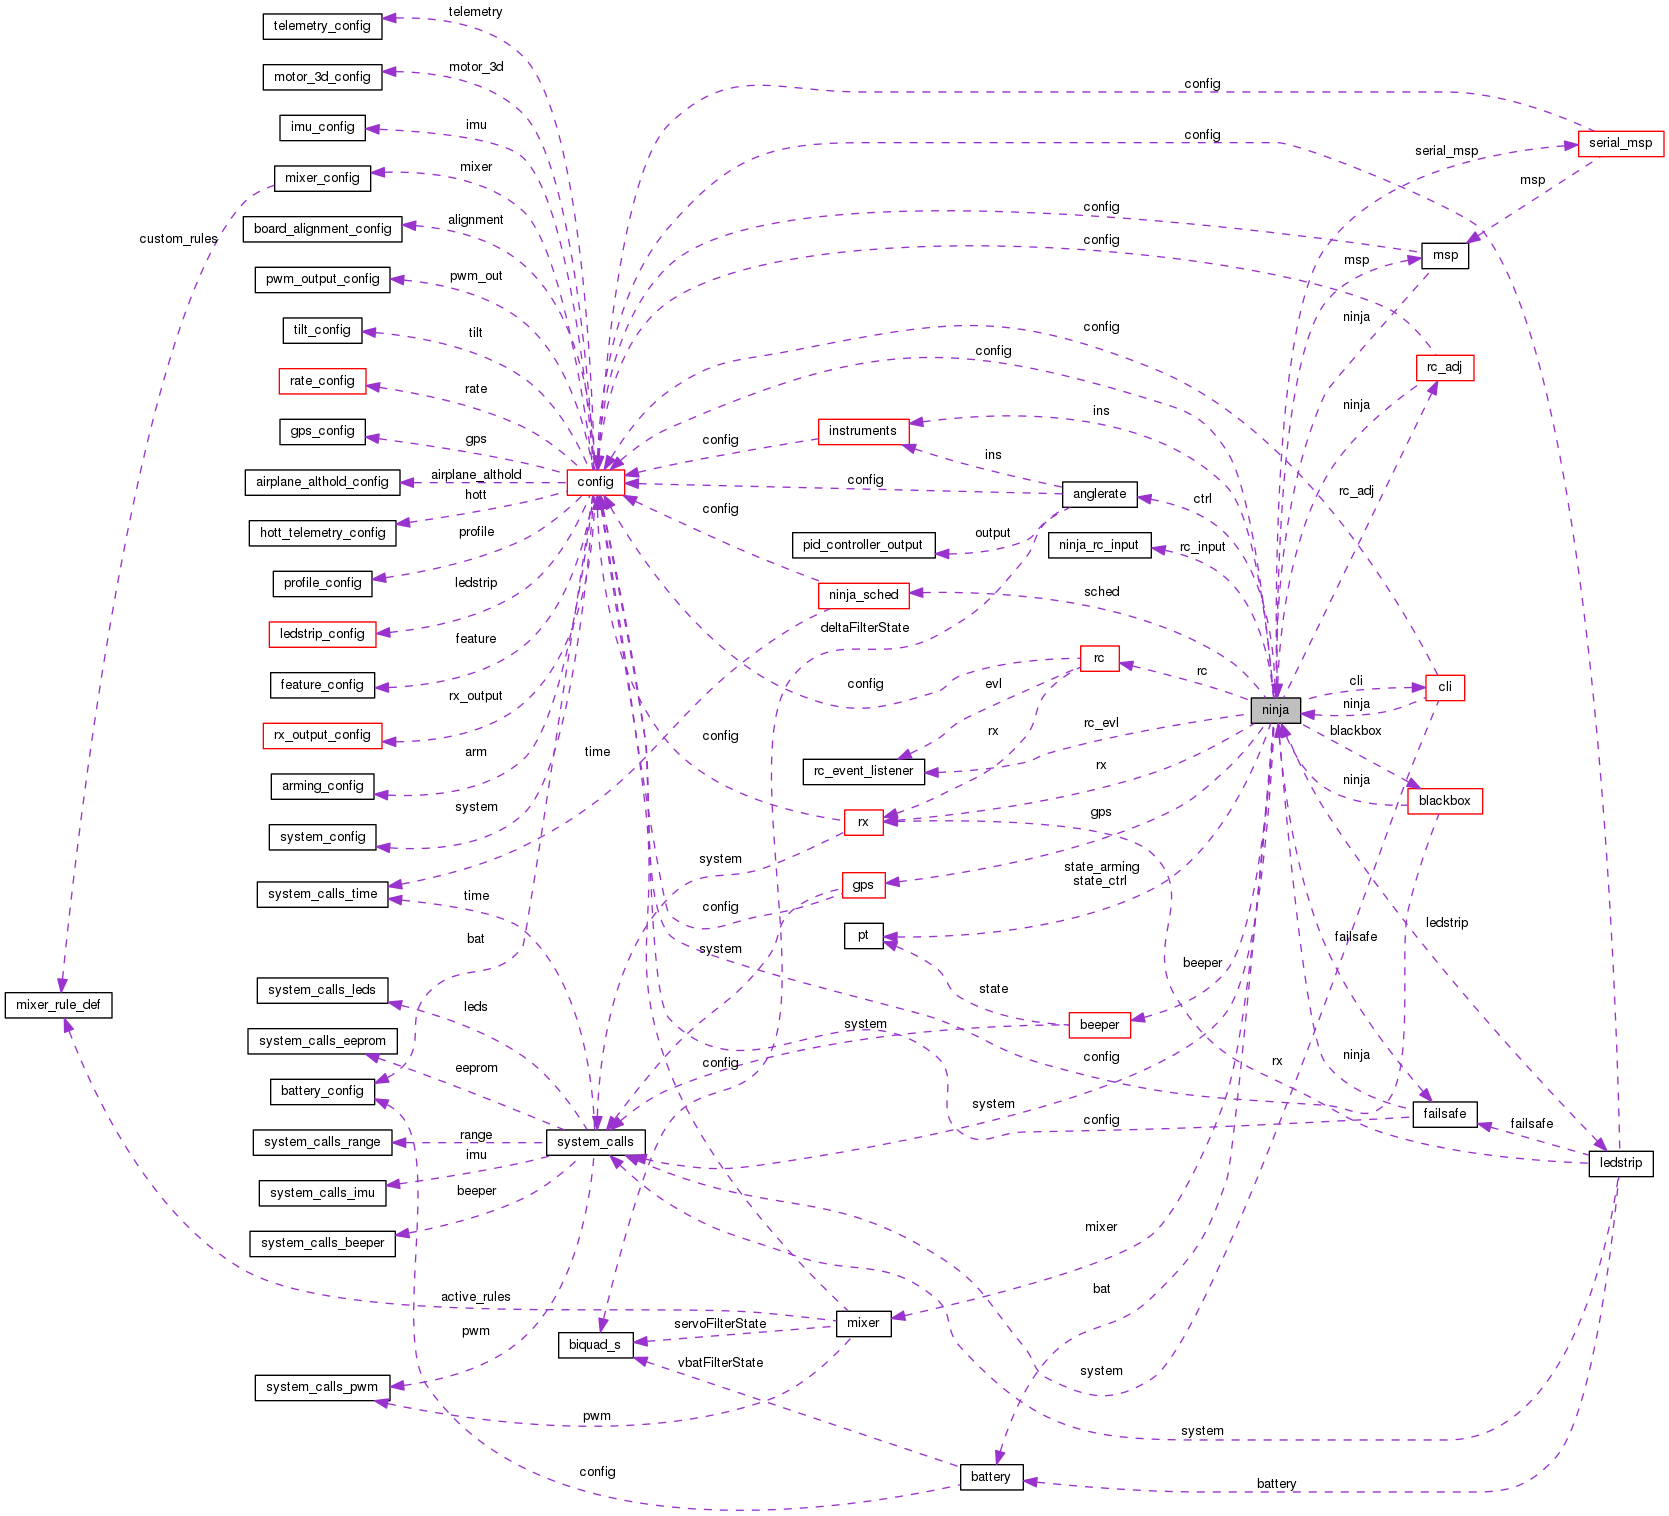 telemetry_config
telemetry
motor_3d_config
motor_3d
config
imu_config
imu
config
serial_msp
serial_msp
mixer_config
mixer
msp
board_alignment_config
alignment
config
custom_rules
config
msp
msp
pwm_output_config
pwm_out
tilt_config
tilt
config
ninja
config
rate_config
rate
rc_adj
ninja
gps_config
gps
config
instruments
ins
ins
airplane_althold_config
airplane_althold
config
config
anglerate
ctrl
rc_adj
hott_telemetry_config
hott
config
profile_config
profile
pid_controller_output
output
ninja_rc_input
rc_input
ledstrip_config
ledstrip
ninja_sched
sched
deltaFilterState
feature_config
feature
rc
rc
config
evl
cli
cli
ninja
ninja
rx_output_config
rx_output
config
rx
rc_evl
blackbox
arming_config
arm
time
rc_event_listener
rx
ninja
blackbox
system_config
system
rx
gps
system
state_arming
state_ctrl
system_calls_time
time
gps
config
pt
ledstrip
bat
system
failsafe
beeper
system_calls_leds
leds
state
mixer_rule_def
system
beeper
system_calls_eeprom
eeprom
config
config
rx
ninja
battery_config
system
config
failsafe
failsafe
system_calls_range
range
system_calls
imu
ledstrip
system_calls_imu
beeper
system_calls_beeper
mixer
active_rules
bat
servoFilterState
mixer
pwm
biquad_s
vbatFilterState
system
system_calls_pwm
pwm
system
config
battery
battery